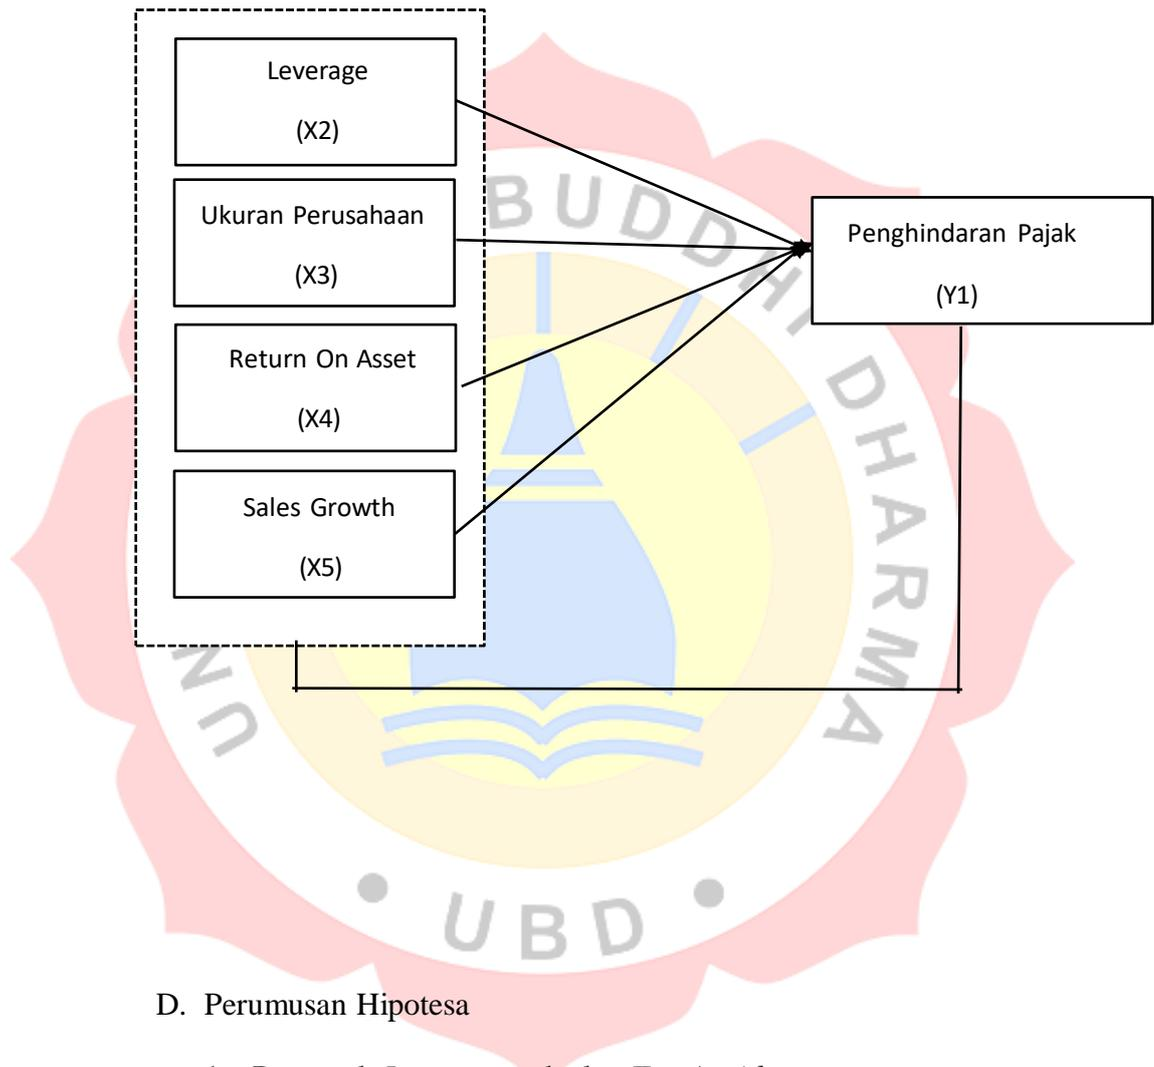 Leverage
(X2)
Ukuran Perusahaan
(X3)
Return On Asset
(X4)
Sales Growth
(X5)
Penghindaran Pajak
(Y1)
UN
BUDDHI DHARMA
UBD
D. Perumusan Hipotesa